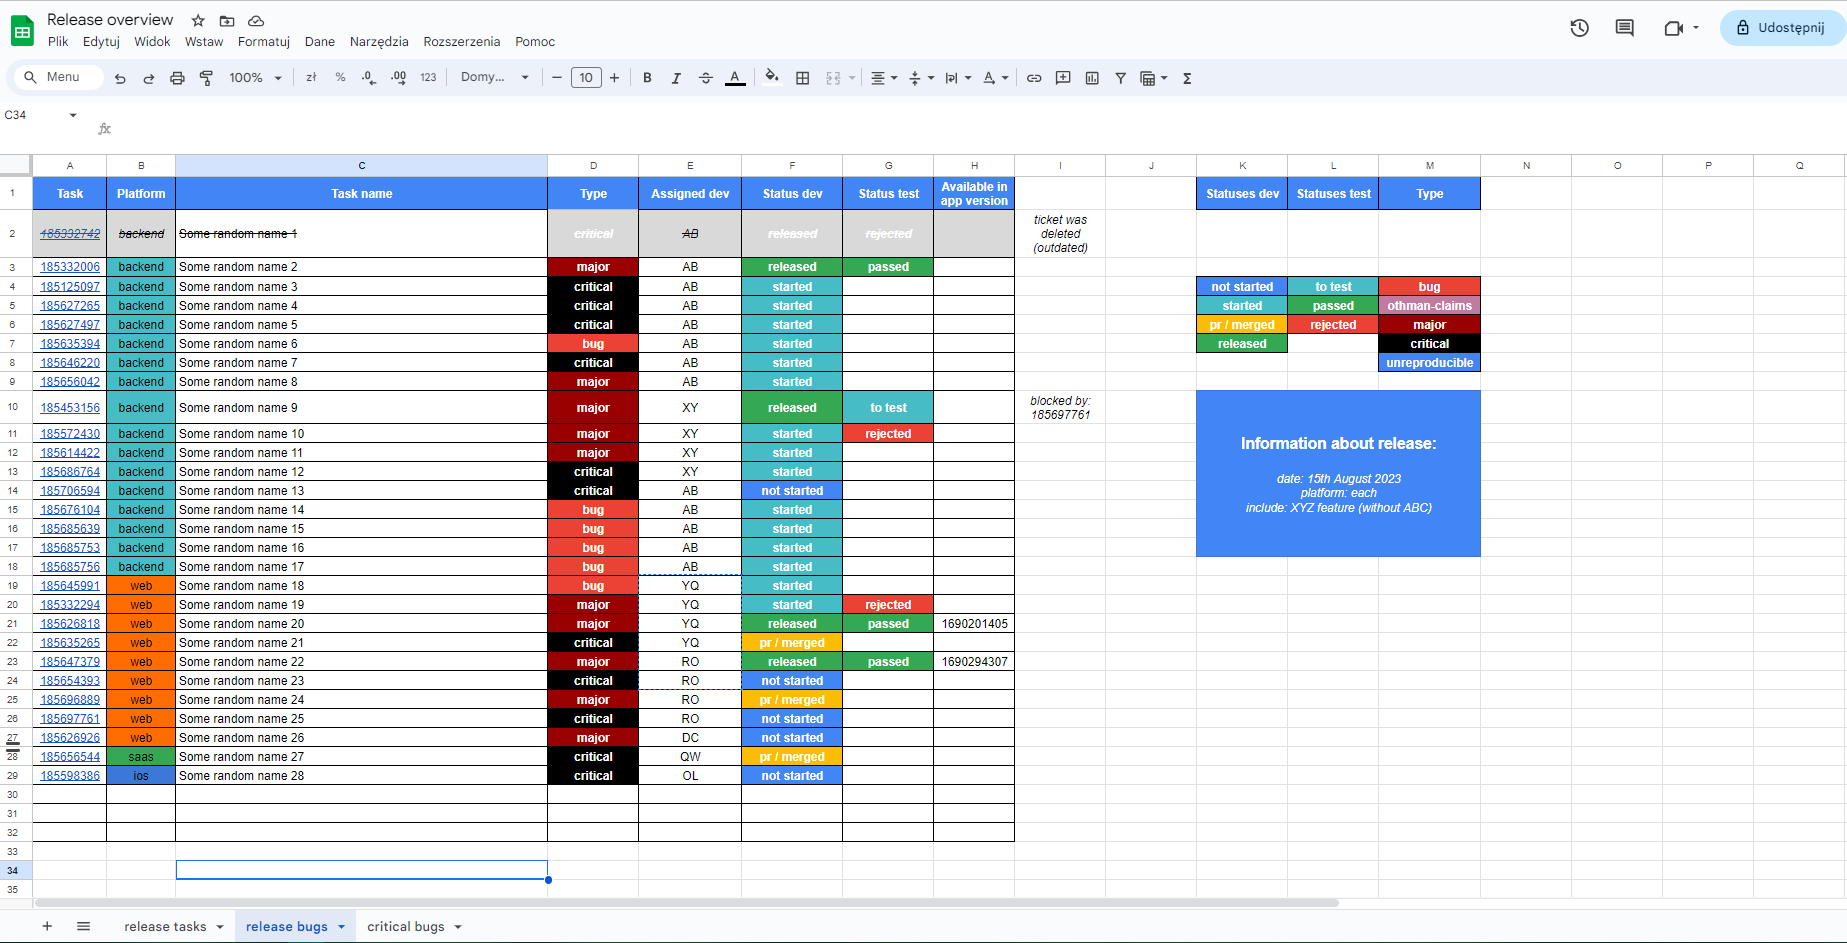 Release overview
Plik Edytuj Widok Wstaw Formatuj Dane Narzędzia Rozszerzenia Pomoc
Udostępnij
Menu 100% zł % .0 .00 123 Domy... 10 B I A
C34
fx
A B C D E F G H I J K L M N O P Q
1 Task Platform Task name Type Assigned dev Status dev Status test Available in app version Statuses dev Statuses test Type
2 185332742 backend Some random name 1 critical AB released rejected ticket was deleted (outdated)
3 185332006 backend Some random name 2 major AB released passed
4 185125097 backend Some random name 3 critical AB started not started to test bug
5 185627265 backend Some random name 4 critical AB started started passed othman-claims
6 185627497 backend Some random name 5 critical AB started pr / merged rejected major
7 185635394 backend Some random name 6 bug AB started released critical
8 185646220 backend Some random name 7 critical AB started unreproducible
9 185656042 backend Some random name 8 major AB started
10 185453156 backend Some random name 9 major XY released to test blocked by: 185697761
11 185572430 backend Some random name 10 major XY started rejected
12 185614422 backend Some random name 11 major XY started
13 185686764 backend Some random name 12 critical XY started
14 185706594 backend Some random name 13 critical AB not started
15 185676104 backend Some random name 14 bug AB started
16 185685639 backend Some random name 15 bug AB started
17 185685753 backend Some random name 16 bug AB started
18 185685756 backend Some random name 17 bug AB started
19 185645991 web Some random name 18 bug YQ started
20 185332294 web Some random name 19 major YQ started rejected
21 185626818 web Some random name 20 major YQ released passed 1690201405
22 185635265 web Some random name 21 critical YQ pr / merged
23 185647379 web Some random name 22 major RO released passed 1690294307
24 185654393 web Some random name 23 critical RO not started
25 185696889 web Some random name 24 major RO pr / merged
26 185697761 web Some random name 25 critical RO not started
27 185626926 web Some random name 26 major DC not started
28 185656544 saas Some random name 27 critical QW pr / merged
29 185598386 ios Some random name 28 critical OL not started
30
31
32
33
34
35
Information about release:
date: 15th August 2023
platform: each
include: XYZ feature (without ABC)
release tasks release bugs critical bugs